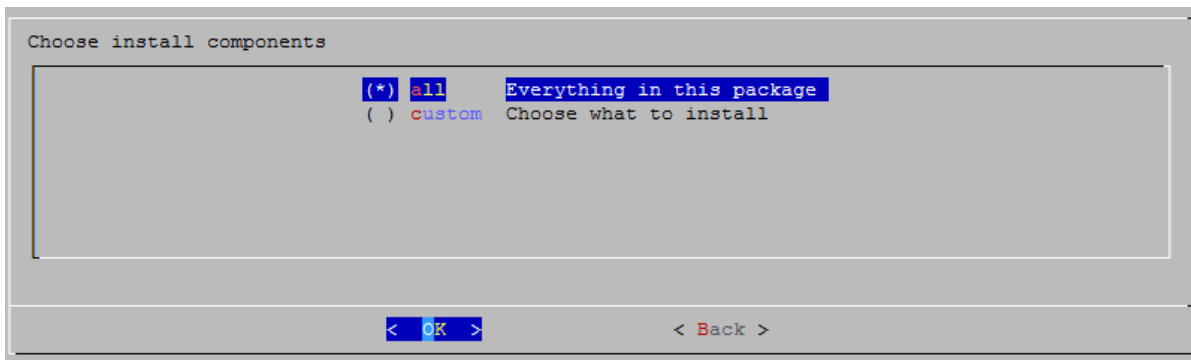 Choose install components
(*) all Everything in this package
( ) custom Choose what to install
< OK > < Back >